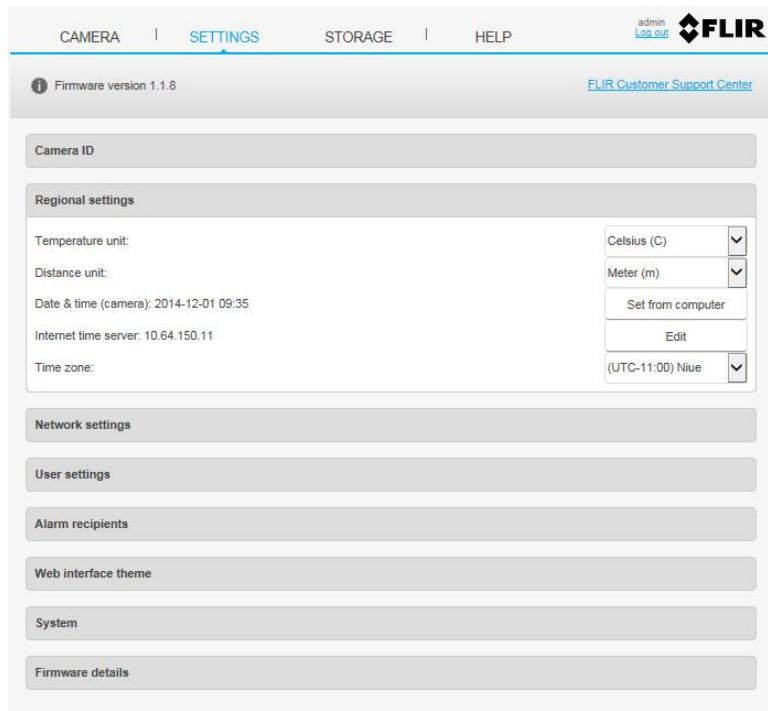 CAMERA | SETTINGS STORAGE | HELP
admin
Log out
FLIR
Firmware version 1.1.8 FLIR Customer Support Center
Camera ID
Regional settings
Temperature unit: Celsius (C)
Distance unit: Meter (m)
Date & time (camera): 2014-12-01 09:35 Set from computer
Internet time server: 10.64.150.11 Edit
Time zone: (UTC-11:00) Niue
Network settings
User settings
Alarm recipients
Web interface theme
System
Firmware details